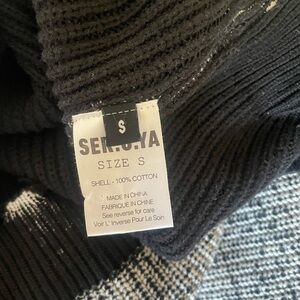 S
SER.O.YA
SIZE S
SHELL - 100% COTTON
MADE IN CHINA
FABRIQUE EN CHINE
See reverse for care
Voir L' Inverse Pour Le Soin